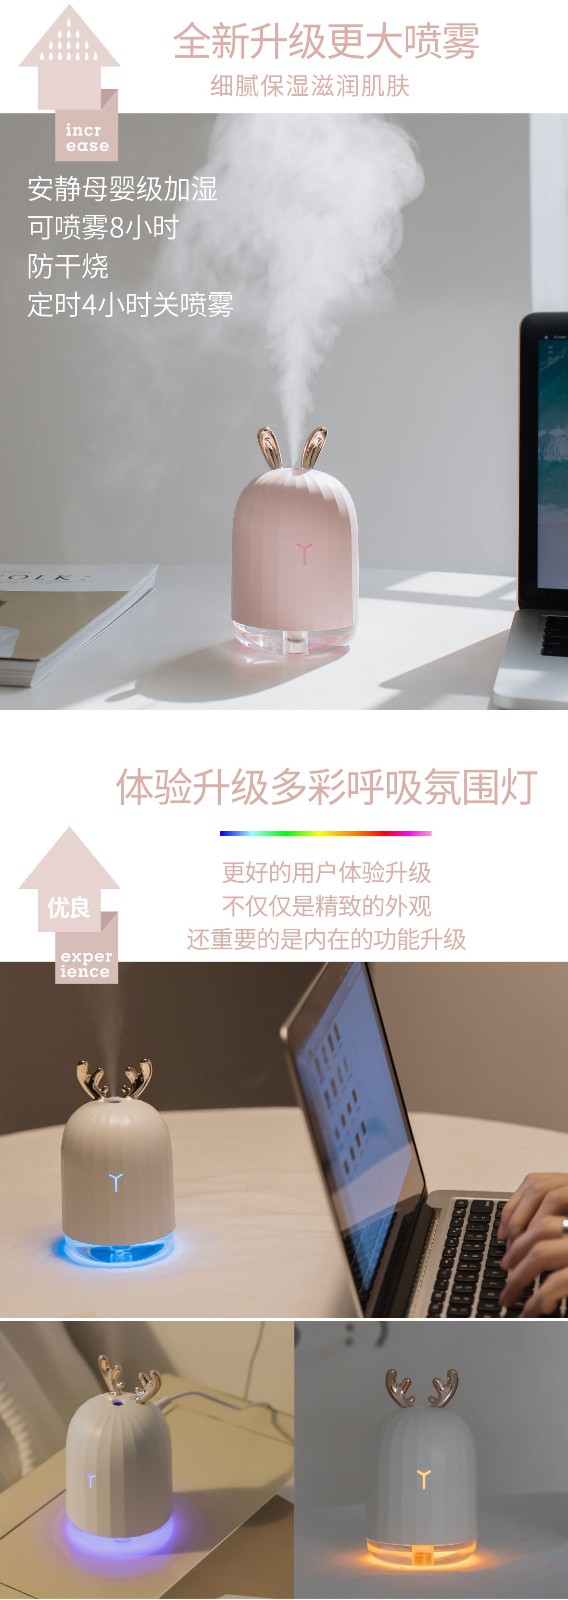 全新升级更大喷雾
细腻保湿滋润肌肤
incr
ease
安静母婴级加湿
可喷雾8小时
防干烧
定时4小时关喷雾
OLK
体验升级多彩呼吸氛围灯
更好的用户体验升级
不仅仅是精致的外观
还重要的是内在的功能升级
优良
exper
ience